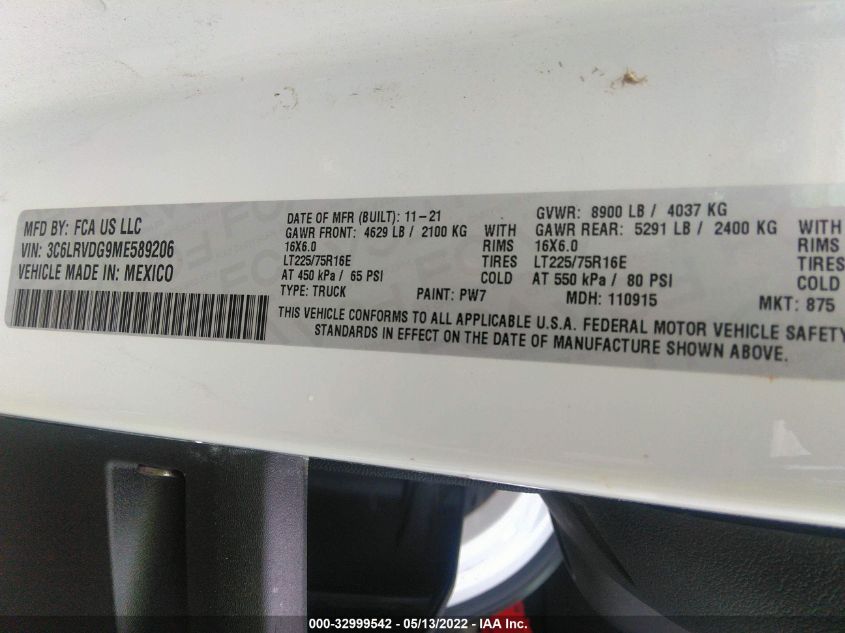 MFD BY: FCA US LLC
VIN: 3C6LRVDG9ME589206
VEHICLE MADE IN: MEXICO
DATE OF MFR (BUILT): 11-21
GAWR FRONT: 4629 LB / 2100 KG WITH
16X6.0 RIMS
LT225/75R16E TIRES
AT 450 kPa / 65 PSI COLD
TYPE: TRUCK PAINT: PW7
GVWR: 8900 LB / 4037 KG
GAWR REAR: 5291 LB / 2400 KG WITH
16X6.0 RIMS
LT225/75R16E TIRES
AT 550 kPa / 80 PSI COLD
MDH: 110915 MKT: 875
THIS VEHICLE CONFORMS TO ALL APPLICABLE U.S.A. FEDERAL MOTOR VEHICLE SAFETY
STANDARDS IN EFFECT ON THE DATE OF MANUFACTURE SHOWN ABOVE.
000-32999542 - 05/13/2022 - IAA Inc.